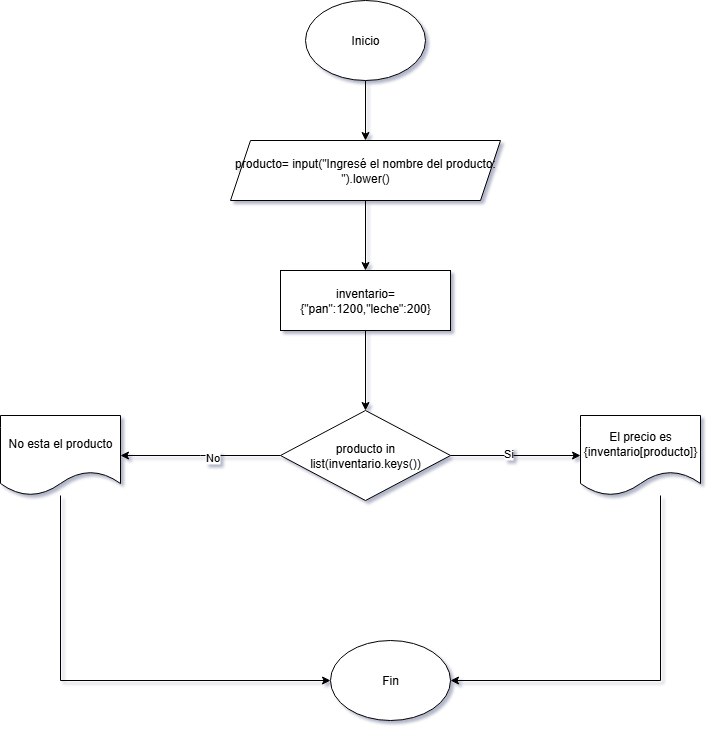 Inicio
producto= input("Ingresé el nombre del producto:
").lower()
inventario=
{"pan":1200,"leche":200}
producto in
list(inventario.keys())
No
Si
No esta el producto
El precio es
{inventario[producto]}
Fin